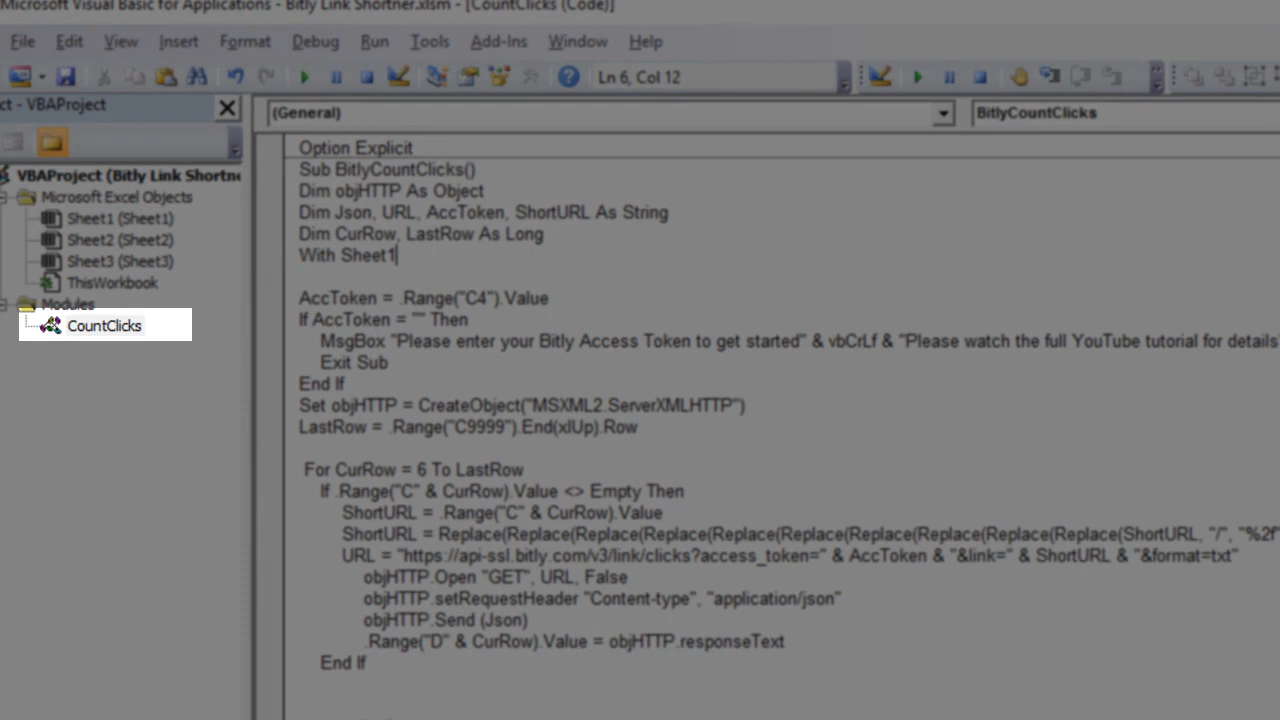 Microsoft Visual Basic for Applications - Bitly Link Shortner.xlsm - [CountClicks (Code)]
File Edit View Insert Format Debug Run Tools Add-Ins Window Help
Ln 6, Col 12
ct - VBAProject
(General)
BitlyCountClicks
VBAProject (Bitly Link Shortne
Microsoft Excel Objects
Sheet1 (Sheet1)
Sheet2 (Sheet2)
Sheet3 (Sheet3)
ThisWorkbook
Modules
CountClicks
Option Explicit
Sub BitlyCountClicks()
Dim objHTTP As Object
Dim Json, URL, AccToken, ShortURL As String
Dim CurRow, LastRow As Long
With Sheet1
AccToken = .Range("C4").Value
If AccToken = "" Then
MsgBox "Please enter your Bitly Access Token to get started" & vbCrLf & "Please watch the full YouTube tutorial for details
Exit Sub
End If
Set objHTTP = CreateObject("MSXML2.ServerXMLHTTP")
LastRow = .Range("C9999").End(xlUp).Row
For CurRow = 6 To LastRow
If .Range("C" & CurRow).Value <> Empty Then
ShortURL = .Range("C" & CurRow).Value
ShortURL = Replace(Replace(Replace(Replace(Replace(Replace(Replace(Replace(Replace(Replace(ShortURL, "/", "%2f"
URL = "https://api-ssl.bitly.com/v3/link/clicks?access_token=" & AccToken & "&link=" & ShortURL & "&format=txt"
objHTTP.Open "GET", URL, False
objHTTP.setRequestHeader "Content-type", "application/json"
objHTTP.Send (Json)
.Range("D" & CurRow).Value = objHTTP.responseText
End If